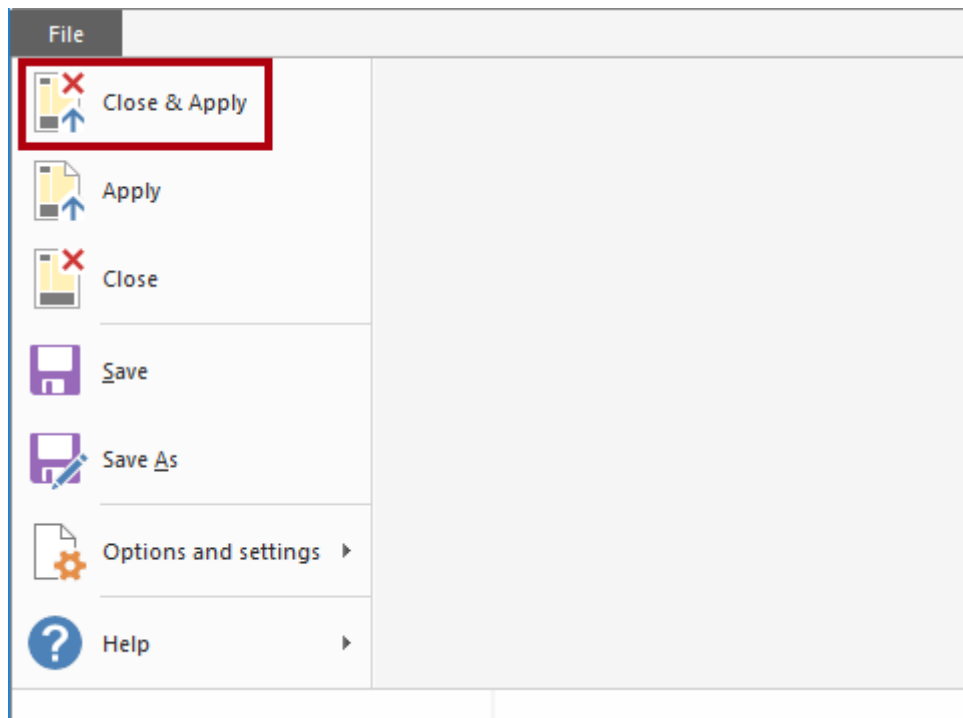 File
Close & Apply
Apply
Close
Save
Save As
Options and settings
Help